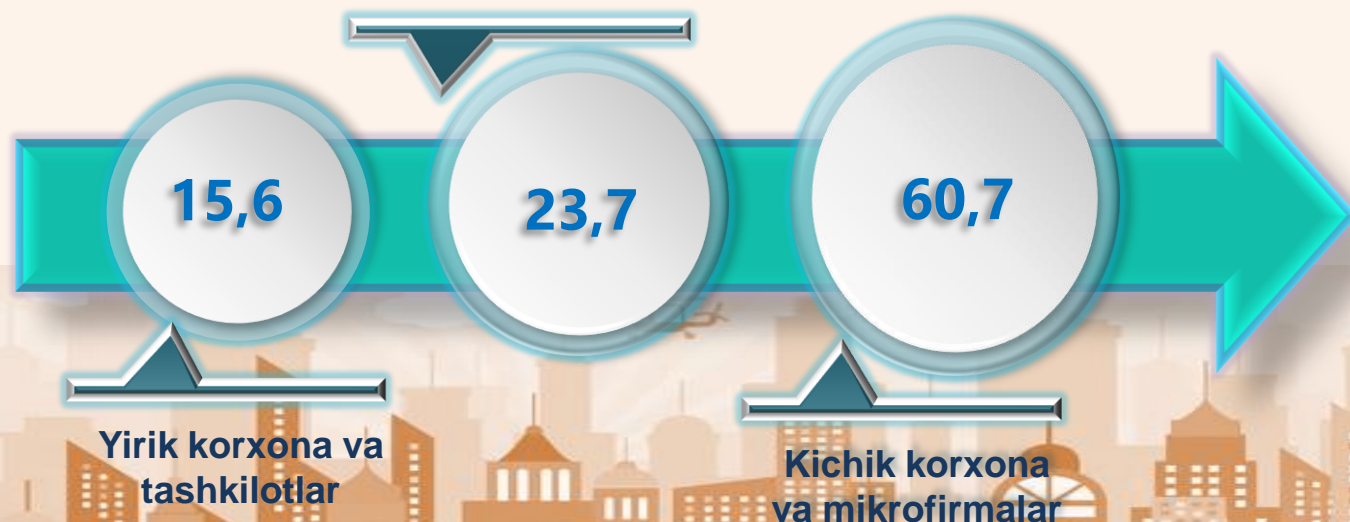 15,6
23,7
60,7
Yirik korxona va
tashkilotlar
Kichik korxona
va mikrofirmalar